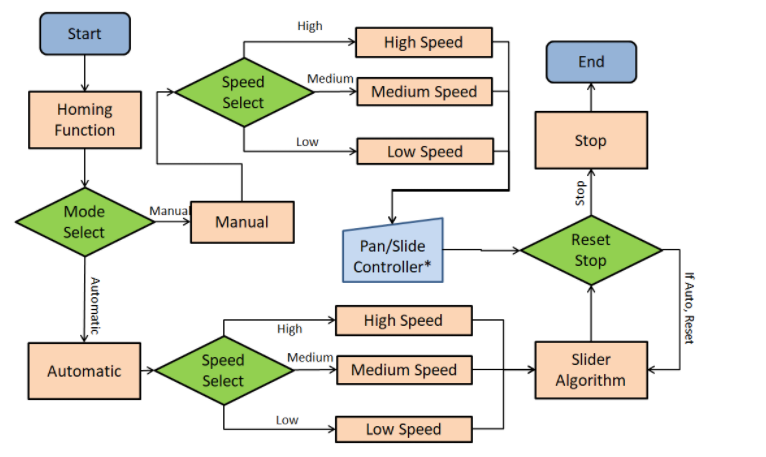 Start
Homing
Function
Mode
Select
Manual
Manual
Automatic
Automatic
Speed
Select
High
Medium
Low
High Speed
Medium Speed
Low Speed
Pan/Slide
Controller*
Speed
Select
High
Medium
Low
High Speed
Medium Speed
Low Speed
Slider
Algorithm
Reset
Stop
If Auto, Reset
Stop
Stop
End